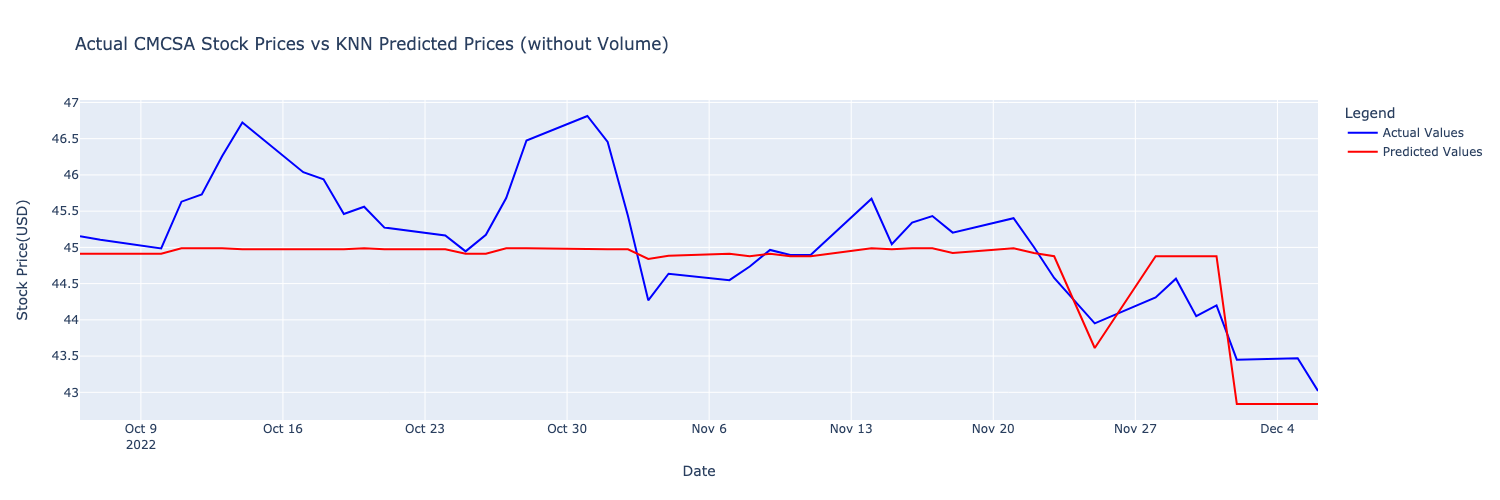 Actual CMCSA Stock Prices vs KNN Predicted Prices (without Volume)
Legend
Actual Values
Predicted Values
Stock Price(USD)
47
46.5
46
45.5
45
44.5
44
43.5
43
Oct 9
2022
Oct 16
Oct 23
Oct 30
Nov 6
Nov 13
Nov 20
Nov 27
Dec 4
Date